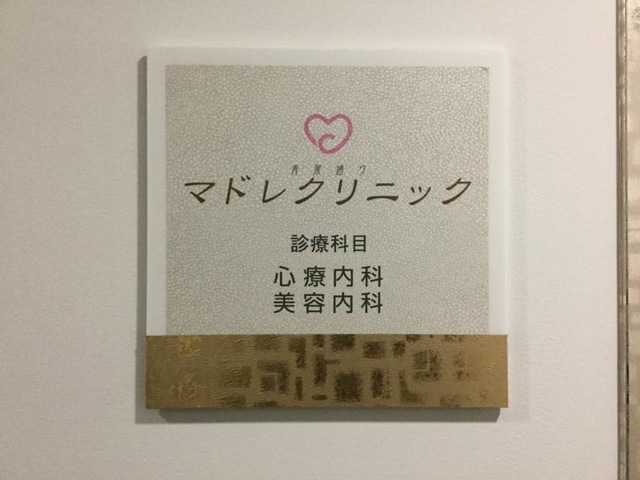 マドレクリニック
診療科目
心療内科
美容内科